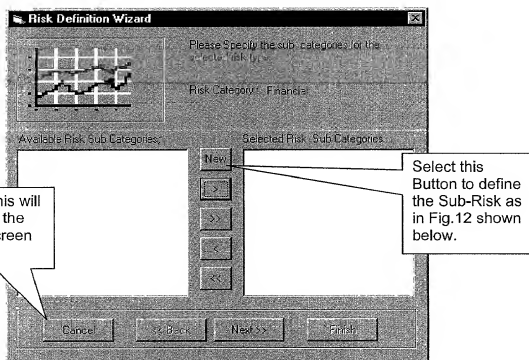 Risk Definition Wizard
Please Specify the sub categories for the
Risk Category : Financial
Available Risk Sub Categories:
Selected Risk Sub Categories
New
>
>>
<
<<
Select this
Button to define
the Sub-Risk as
in Fig.12 shown
below.
his will
the
creen
Cancel
<< Back
Next >>
Finish